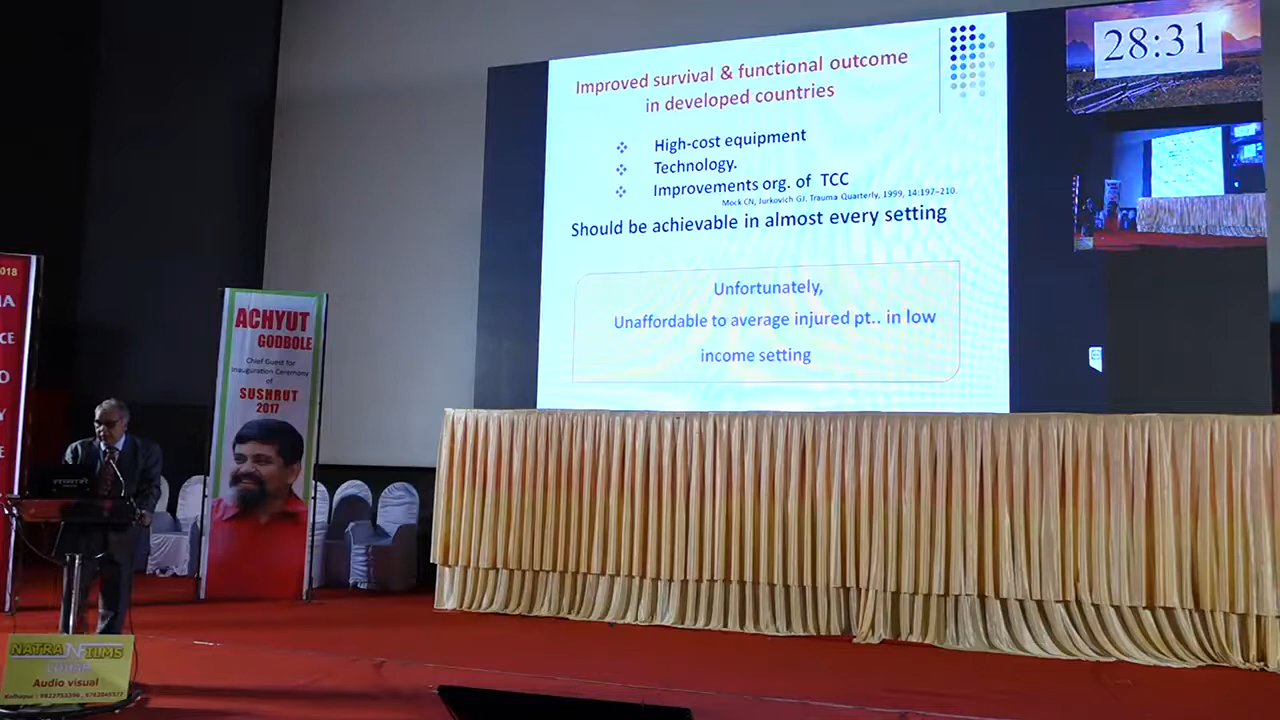 28:31
Improved survival & functional outcome
in developed countries
High-cost equipment
Technology.
Improvements org. of TCC
Mock CN, Jurkovich GJ. Trauma Quarterly, 1999, 14:197-210.
Should be achievable in almost every setting
Unfortunately,
Unaffordable to average injured pt.. in low
income setting
2018
ACHYUT
GODBOLE
Chief Guest for
Inauguration Ceremony
of
SUSHRUT
2017
NATRA NF FILMS
Audio visual